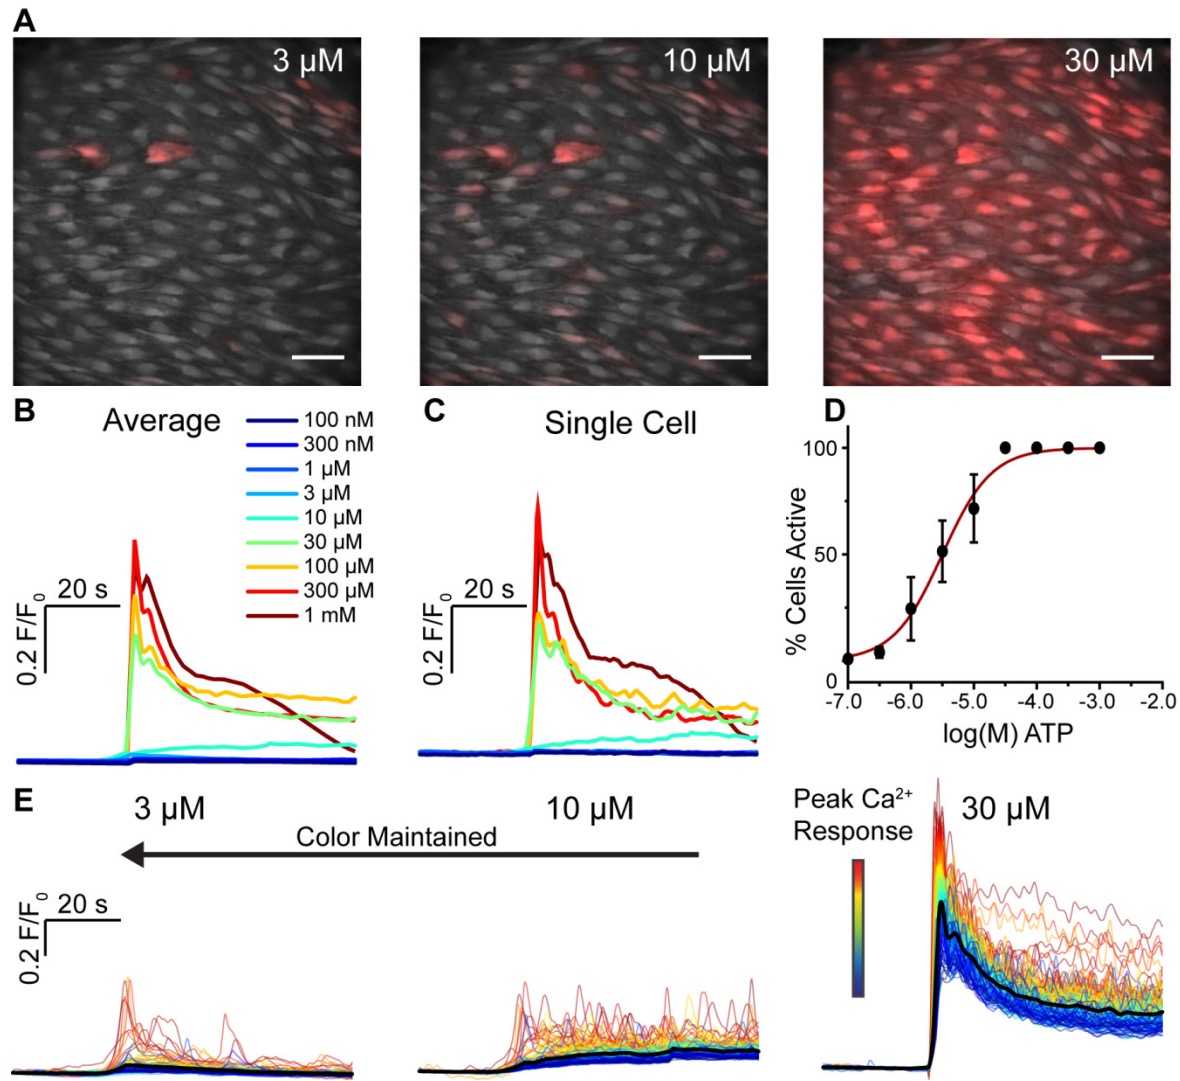 A
3 µM
10 µM
30 µM
B
Average
100 nM
300 nM
1 µM
3 µM
10 µM
30 µM
100 µM
300 µM
1 mM
20 s
0.2 F/F0
C
Single Cell
20 s
0.2 F/F0
D
100
50
0
% Cells Active
-7.0 -6.0 -5.0 -4.0 -3.0 -2.0
log(M) ATP
E
3 µM
10 µM
Color Maintained
20 s
0.2 F/F0
Peak Ca²⁺
Response
30 µM